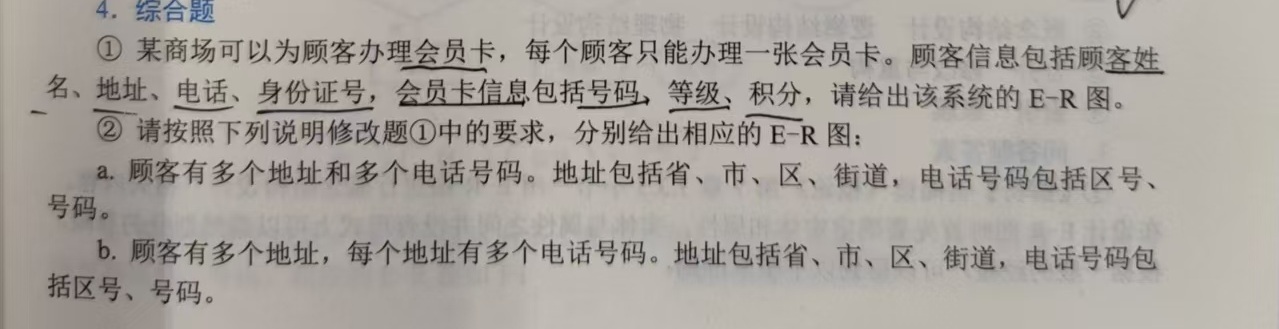 4. 综合题
① 某商场可以为顾客办理会员卡，每个顾客只能办理一张会员卡。顾客信息包括顾客姓
名、地址、电话、身份证号，会员卡信息包括号码、等级、积分，请给出该系统的 E-R 图。
② 请按照下列说明修改题①中的要求，分别给出相应的 E-R 图：
a. 顾客有多个地址和多个电话号码。地址包括省、市、区、街道，电话号码包括区号、
号码。
b. 顾客有多个地址，每个地址有多个电话号码。地址包括省、市、区、街道，电话号码包
括区号、号码。